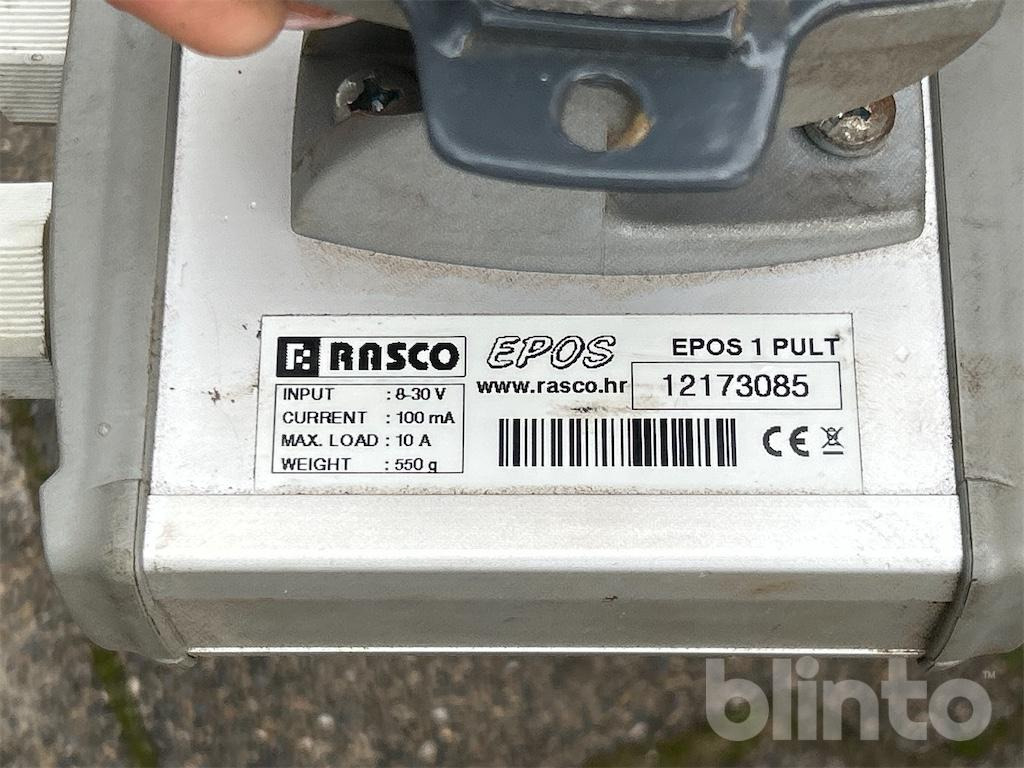 RASCO EPOS EPOS 1 PULT
www.rasco.hr 12173085
INPUT : 8-30 V
CURRENT : 100 mA
MAX. LOAD : 10 A
WEIGHT : 550 g
CE
blinto™